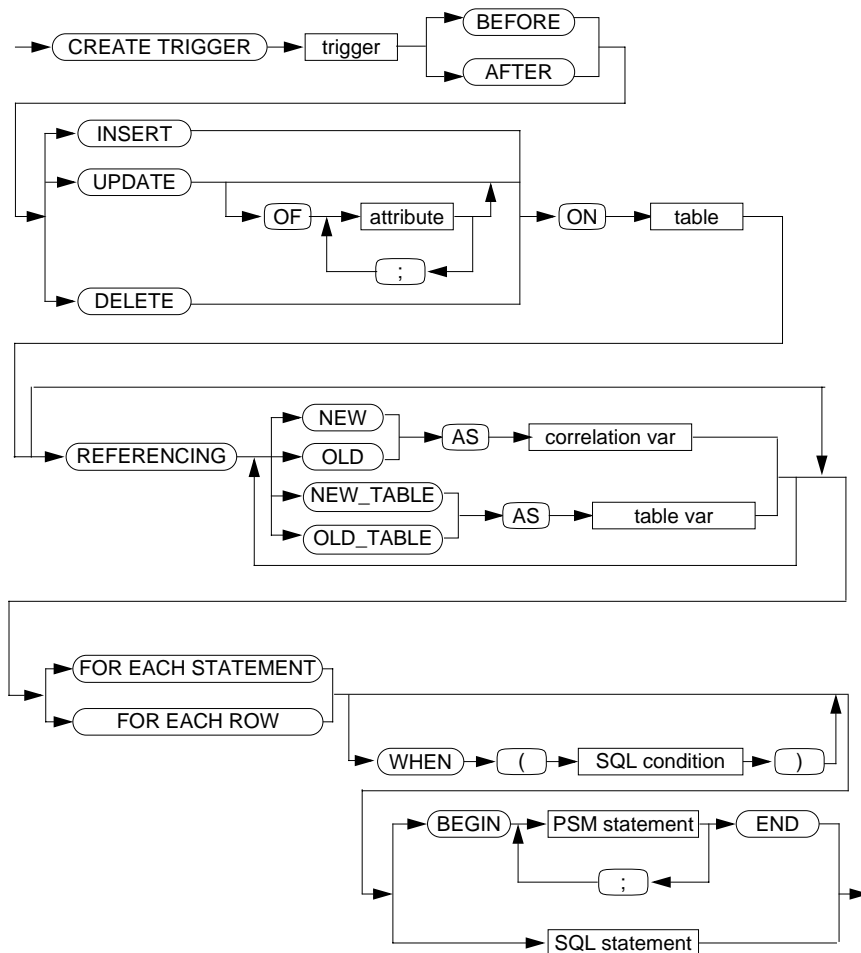 BEFORE
CREATE TRIGGER trigger
AFTER
INSERT
UPDATE
OF attribute ON table
;
DELETE
NEW
AS correlation var
REFERENCING OLD
NEW_TABLE
AS table var
OLD_TABLE
FOR EACH STATEMENT
FOR EACH ROW
WHEN ( SQL condition )
BEGIN PSM statement END
;
SQL statement